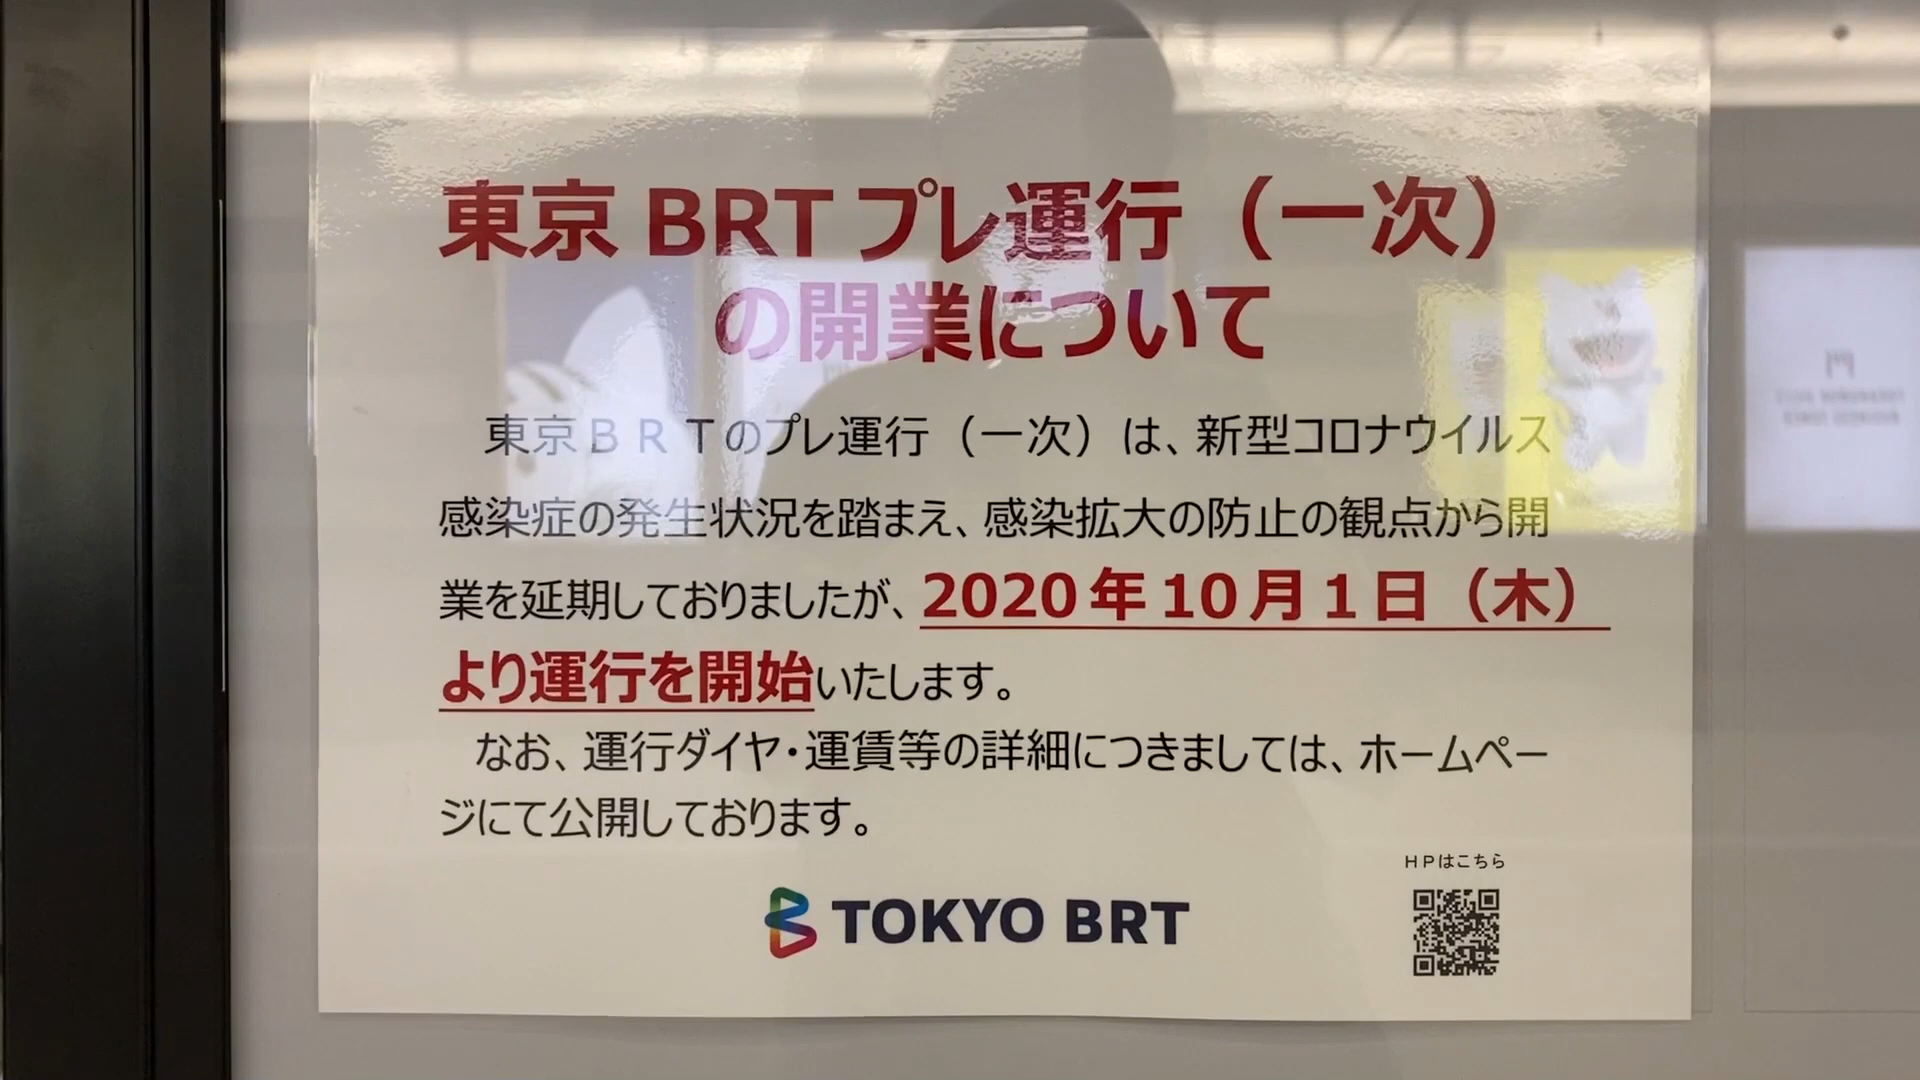 東京 BRT プレ運行（一次）
の開業について
東京ＢＲＴのプレ運行（一次）は、新型コロナウイルス
感染症の発生状況を踏まえ、感染拡大の防止の観点から開
業を延期しておりましたが、2020 年 10 月 1 日（木）
より運行を開始いたします。
なお、運行ダイヤ・運賃等の詳細につきましては、ホームペー
ジにて公開しております。
ＨＰはこちら
TOKYO BRT